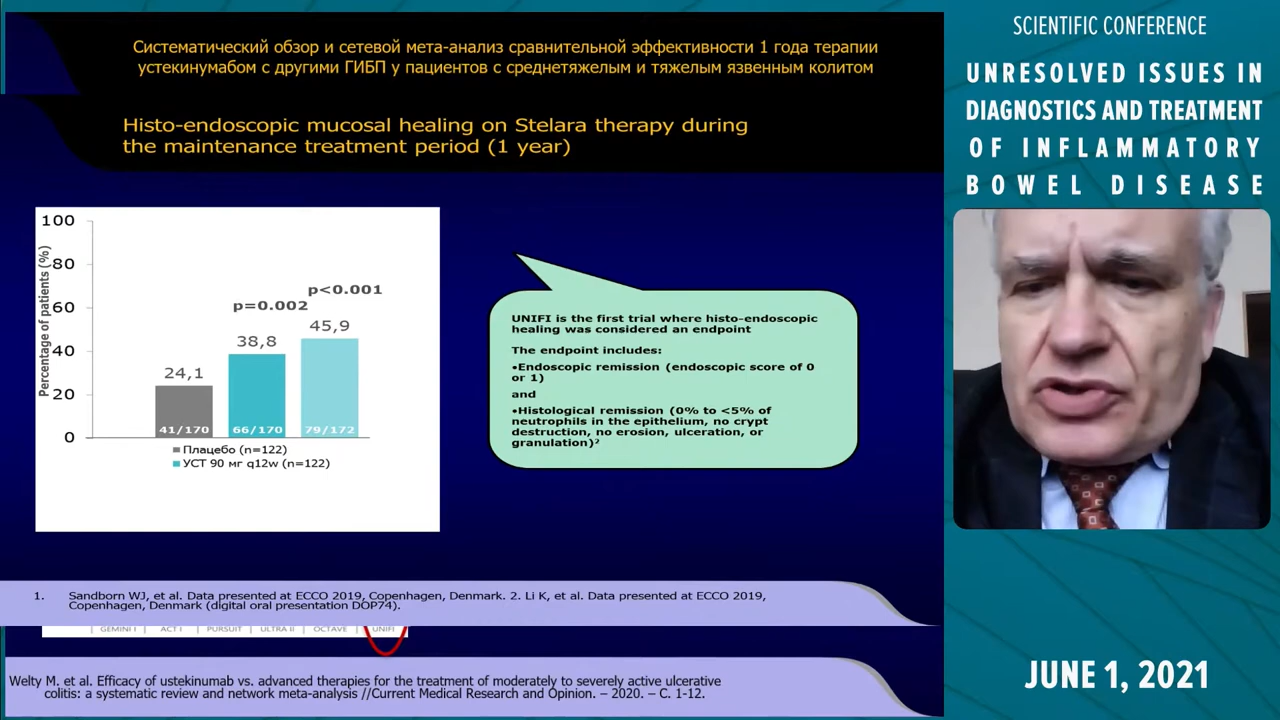 Систематический обзор и сетевой мета-анализ сравнительной эффективности 1 года терапии
устекинумабом с другими ГИБП у пациентов с среднетяжелым и тяжелым язвенным колитом
Histo-endoscopic mucosal healing on Stelara therapy during
the maintenance treatment period (1 year)
Percentage of patients (%)
100
80
60
40
20
0
p<0.001
p=0.002
24,1
38,8
45,9
41/170
66/170
79/172
Плацебо (n=122)
УСТ 90 мг q12w (n=122)
UNIFI is the first trial where histo-endoscopic
healing was considered an endpoint
The endpoint includes:
•Endoscopic remission (endoscopic score of 0
or 1)
and
•Histological remission (0% to <5% of
neutrophils in the epithelium, no crypt
destruction, no erosion, ulceration, or
granulation)²
1. Sandborn WJ, et al. Data presented at ECCO 2019, Copenhagen, Denmark. 2. Li K, et al. Data presented at ECCO 2019,
Copenhagen, Denmark (digital oral presentation DOP74).
GEMINI I ACT I PURSUIT ULTRA II OCTAVE UNIFI
Welty M. et al. Efficacy of ustekinumab vs. advanced therapies for the treatment of moderately to severely active ulcerative
colitis: a systematic review and network meta-analysis //Current Medical Research and Opinion. – 2020. – С. 1-12.
SCIENTIFIC CONFERENCE
UNRESOLVED ISSUES IN
DIAGNOSTICS AND TREATMENT
OF INFLAMMATORY
BOWEL DISEASE
JUNE 1, 2021